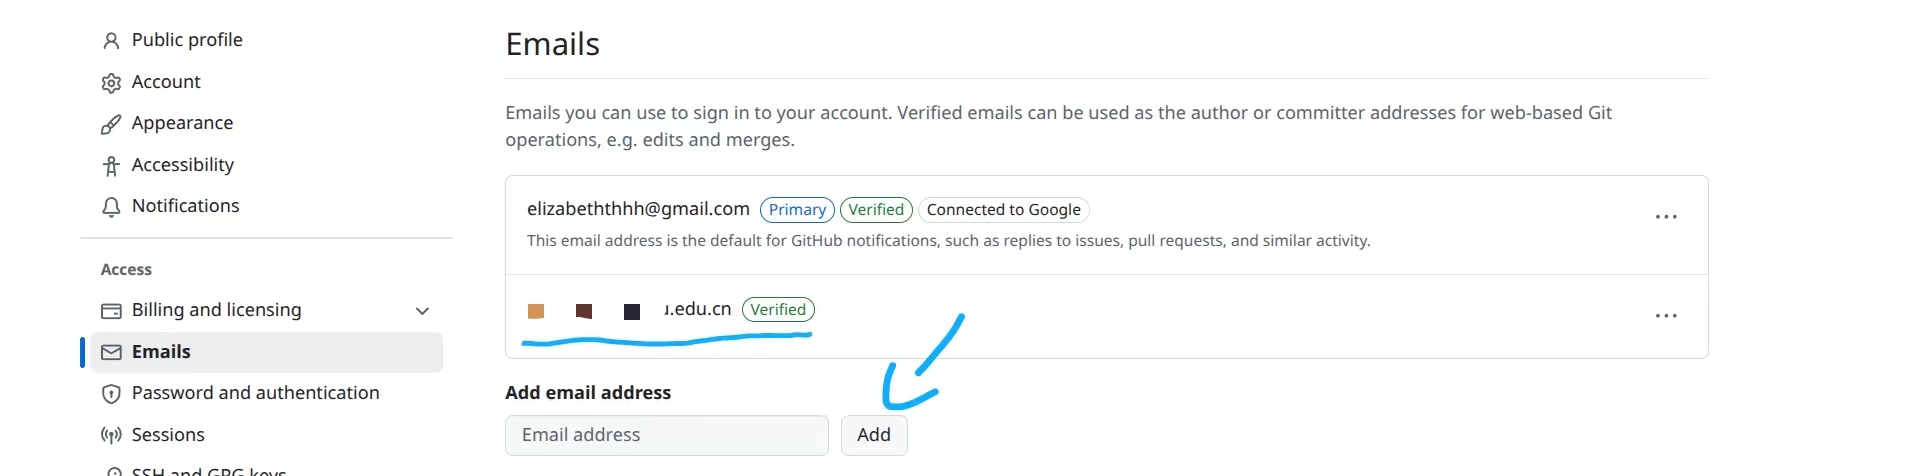 Public profile
Account
Appearance
Accessibility
Notifications
Access
Billing and licensing
Emails
Password and authentication
Sessions
SSH and GPG keys
Emails
Emails you can use to sign in to your account. Verified emails can be used as the author or committer addresses for web-based Git
operations, e.g. edits and merges.
elizabeththhh@gmail.com Primary Verified Connected to Google
This email address is the default for GitHub notifications, such as replies to issues, pull requests, and similar activity.
.edu.cn Verified
Add email address
Email address Add